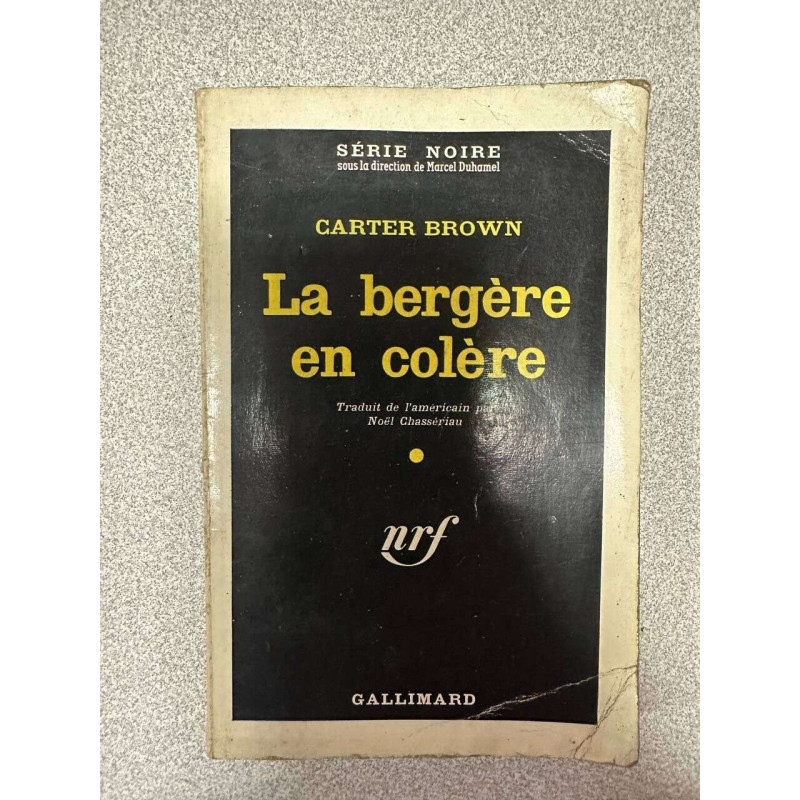 SÉRIE NOIRE
sous la direction de Marcel Duhamel
CARTER BROWN
La bergère
en colère
Traduit de l'américain par
Noël Chassériau
nrf
GALLIMARD